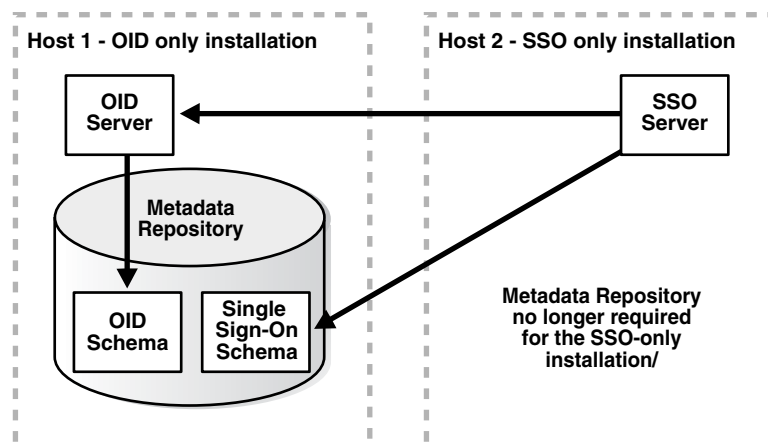 Host 1 - OID only installation
Host 2 - SSO only installation
OID
Server
SSO
Server
Metadata
Repository
OID
Schema
Single
Sign-On
Schema
Metadata Repository
no longer required
for the SSO-only
installation/